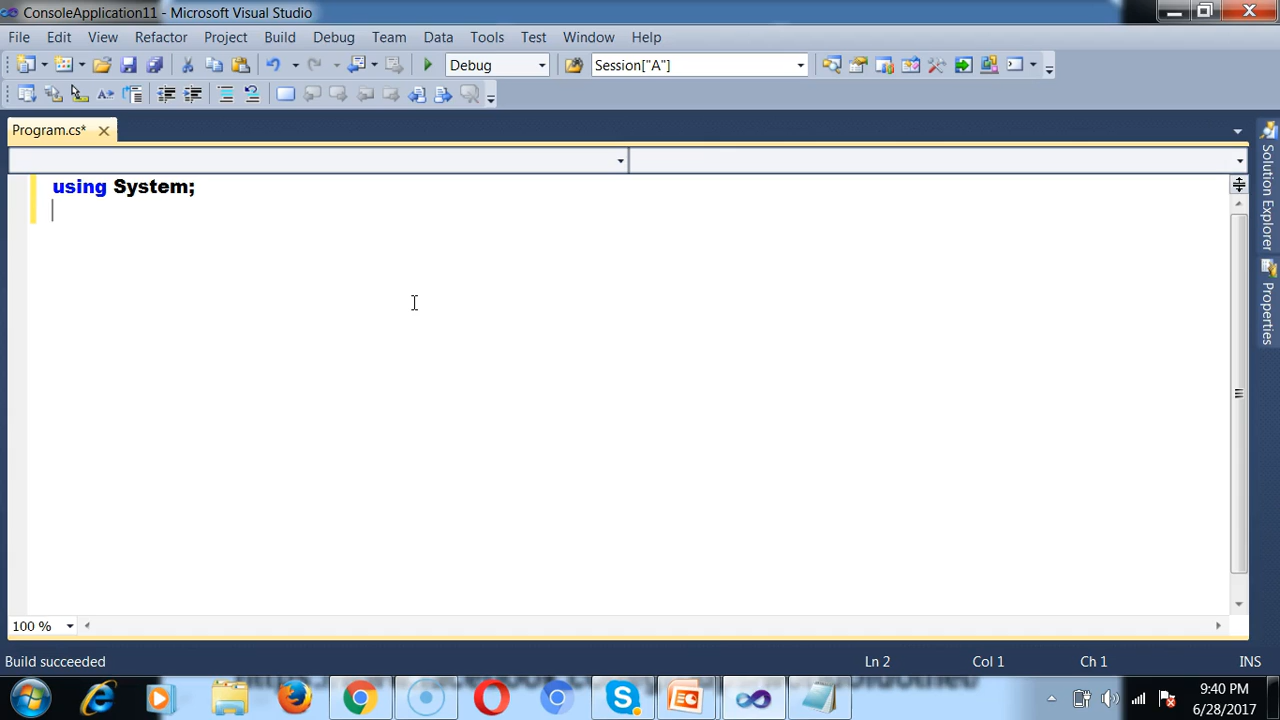 ConsoleApplication11 - Microsoft Visual Studio
File Edit View Refactor Project Build Debug Team Data Tools Test Window Help
Debug Session["A"]
Program.cs*
using System;
Solution Explorer
Properties
100 %
Build succeeded Ln 2 Col 1 Ch 1 INS
9:40 PM
6/28/2017